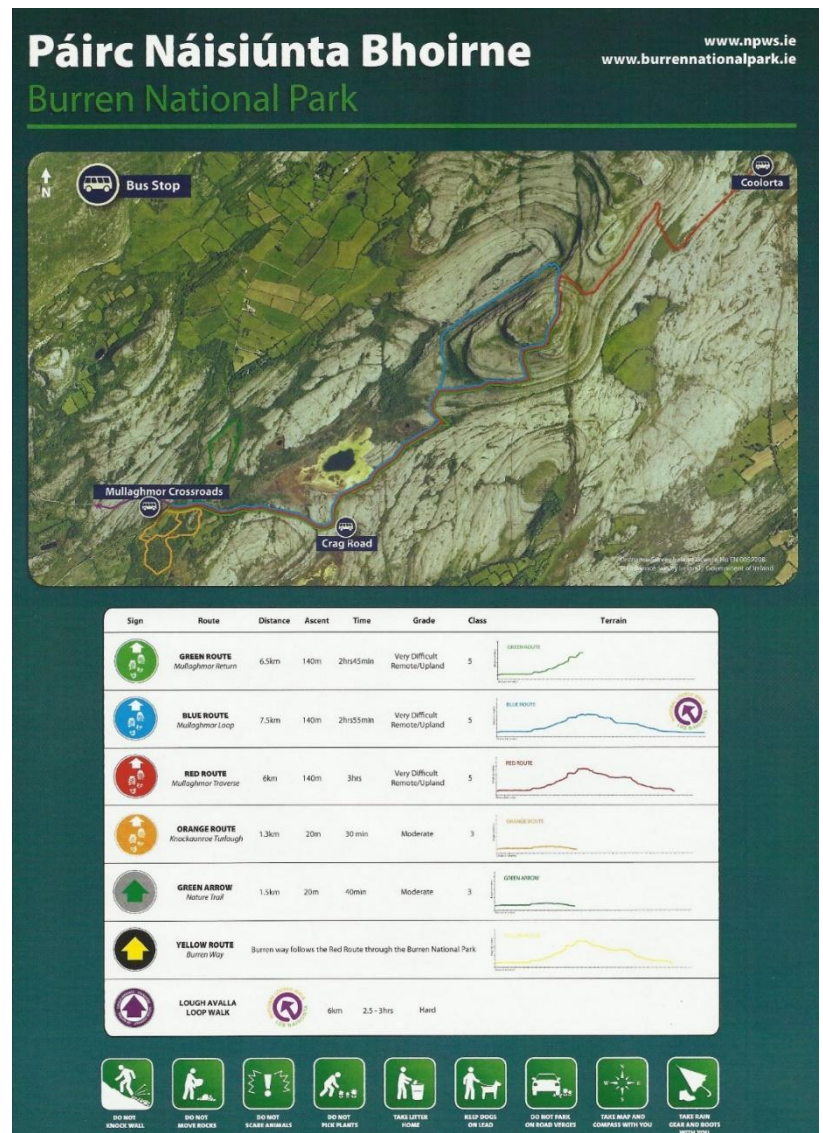 Páirc Náisiúnta Bhoirne
Burren National Park
www.npws.ie
www.burrennationalpark.ie
N
Bus Stop
Coolorta
Mullaghmor Crossroads
Crag Road
Sign Route Distance Ascent Time Grade Class Terrain
GREEN ROUTE
Mullaghmor Return
6.5km 140m 2hrs45min
Very Difficult
Remote/Upland
5
GREEN ROUTE
BLUE ROUTE
Mullaghmor Loop
7.5km 140m 2hrs55min
Very Difficult
Remote/Upland
5
BLUE ROUTE
RED ROUTE
Mullaghmor Traverse
6km 140m 3hrs
Very Difficult
Remote/Upland
5
RED ROUTE
ORANGE ROUTE
Knockaunroe Turlough
1.3km 20m 30 min Moderate 3
ORANGE ROUTE
GREEN ARROW
Nature Trail
1.5km 20m 40min Moderate 3
GREEN ARROW
YELLOW ROUTE
Burren Way
Burren way follows the Red Route through the Burren National Park
YELLOW ROUTE
LOUGH AVALLA
LOOP WALK
6km 2.5 - 3hrs Hard
DO NOT
KNOCK WALL
DO NOT
MOVE ROCKS
DO NOT
SCARE ANIMALS
DO NOT
PICK PLANTS
TAKE LITTER
HOME
KEEP DOGS
ON LEAD
DO NOT PARK
ON ROAD VERGES
TAKE MAP AND
COMPASS WITH YOU
TAKE RAIN
GEAR AND BOOTS
WITH YOU